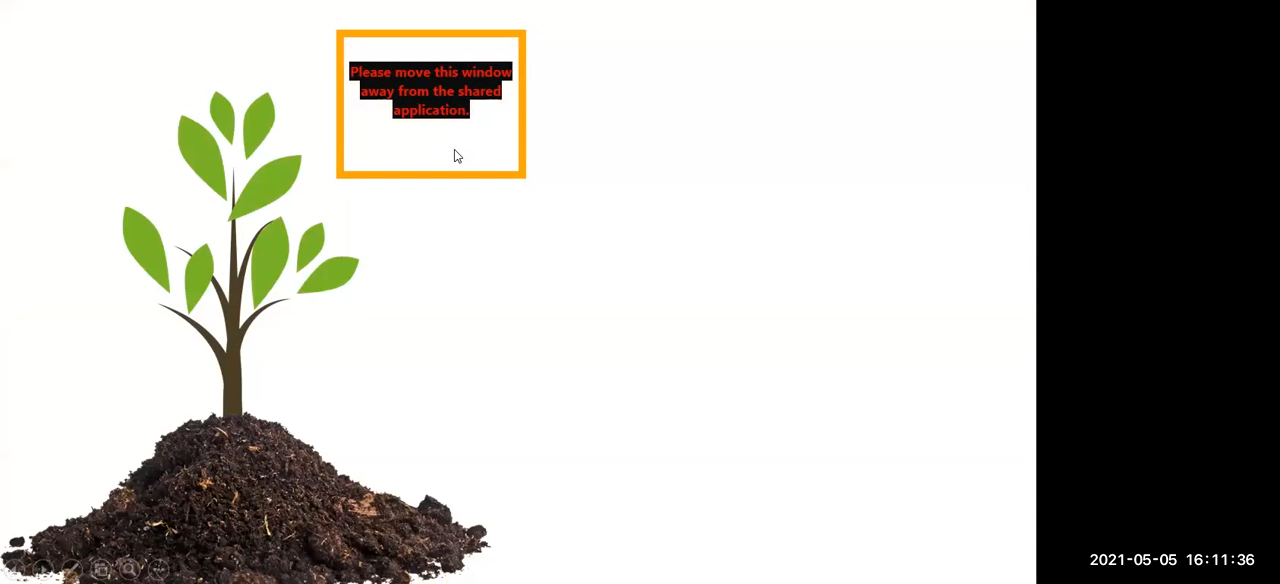 Please move this window
away from the shared
application.
2021-05-05 16:11:36